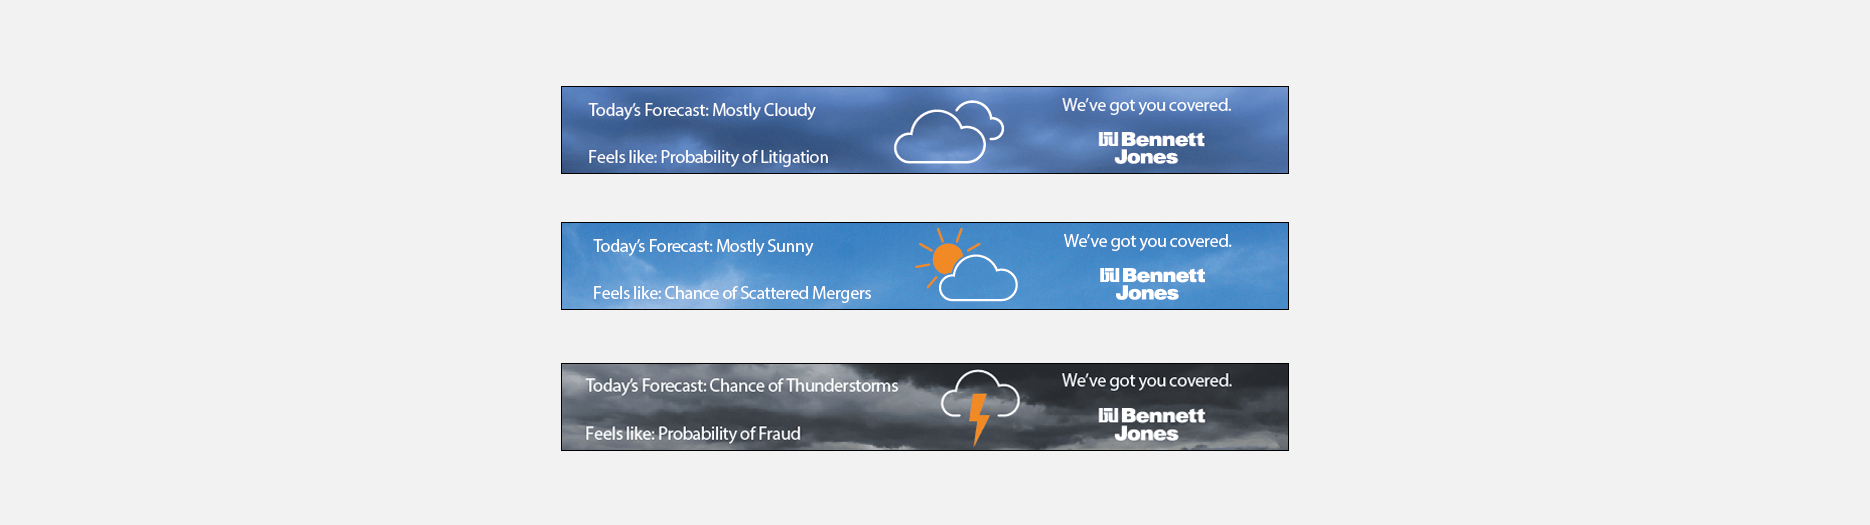 Today's Forecast: Mostly Cloudy
Feels like: Probability of Litigation
We've got you covered.
Bennett
Jones
Today's Forecast: Mostly Sunny
Feels like: Chance of Scattered Mergers
We've got you covered.
Bennett
Jones
Today's Forecast: Chance of Thunderstorms
Feels like: Probability of Fraud
We've got you covered.
Bennett
Jones